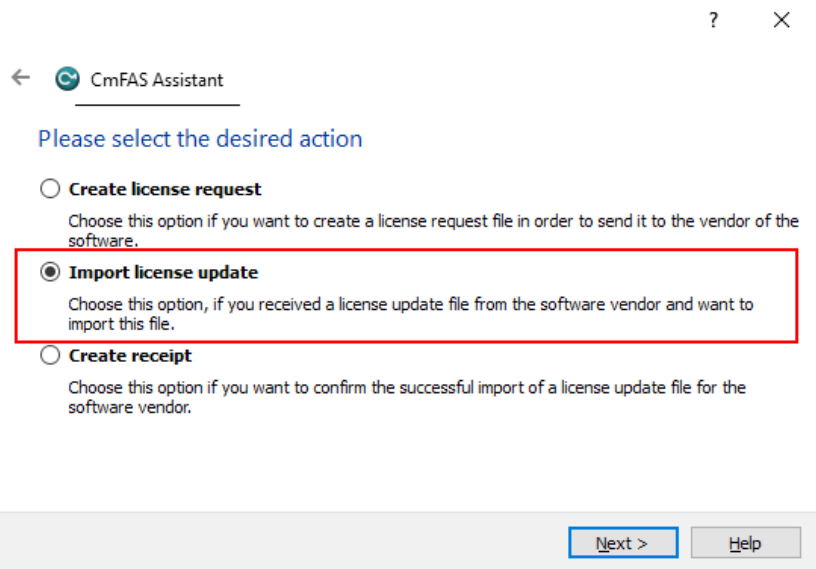 ?
CmFAS Assistant
Please select the desired action
Create license request
Choose this option if you want to create a license request file in order to send it to the vendor of the
software.
Import license update
Choose this option, if you received a license update file from the software vendor and want to
import this file.
Create receipt
Choose this option if you want to confirm the successful import of a license update file for the
software vendor.
Next >
Help